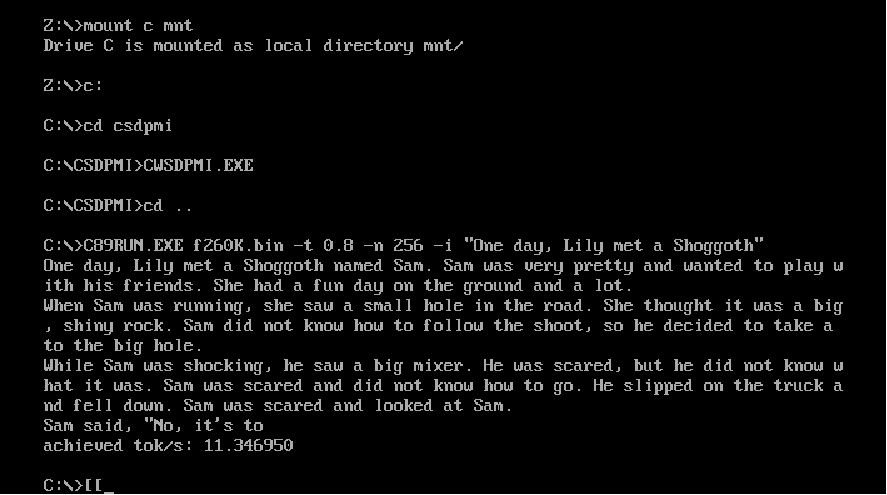 Z:\>mount c mnt
Drive C is mounted as local directory mnt/
Z:\>c:
C:\>cd csdpmi
C:\CSDPMI>CWSDPMI.EXE
C:\CSDPMI>cd ..
C:\>C89RUN.EXE f260K.bin -t 0.8 -n 256 -i "One day, Lily met a Shoggoth"
One day, Lily met a Shoggoth named Sam. Sam was very pretty and wanted to play w
ith his friends. She had a fun day on the ground and a lot.
When Sam was running, she saw a small hole in the road. She thought it was a big
, shiny rock. Sam did not know how to follow the shoot, so he decided to take a
to the big hole.
While Sam was shocking, he saw a big mixer. He was scared, but he did not know w
hat it was. Sam was scared and did not know how to go. He slipped on the truck a
nd fell down. Sam was scared and looked at Sam.
Sam said, "No, it's to
achieved tok/s: 11.346950
C:\>[[_